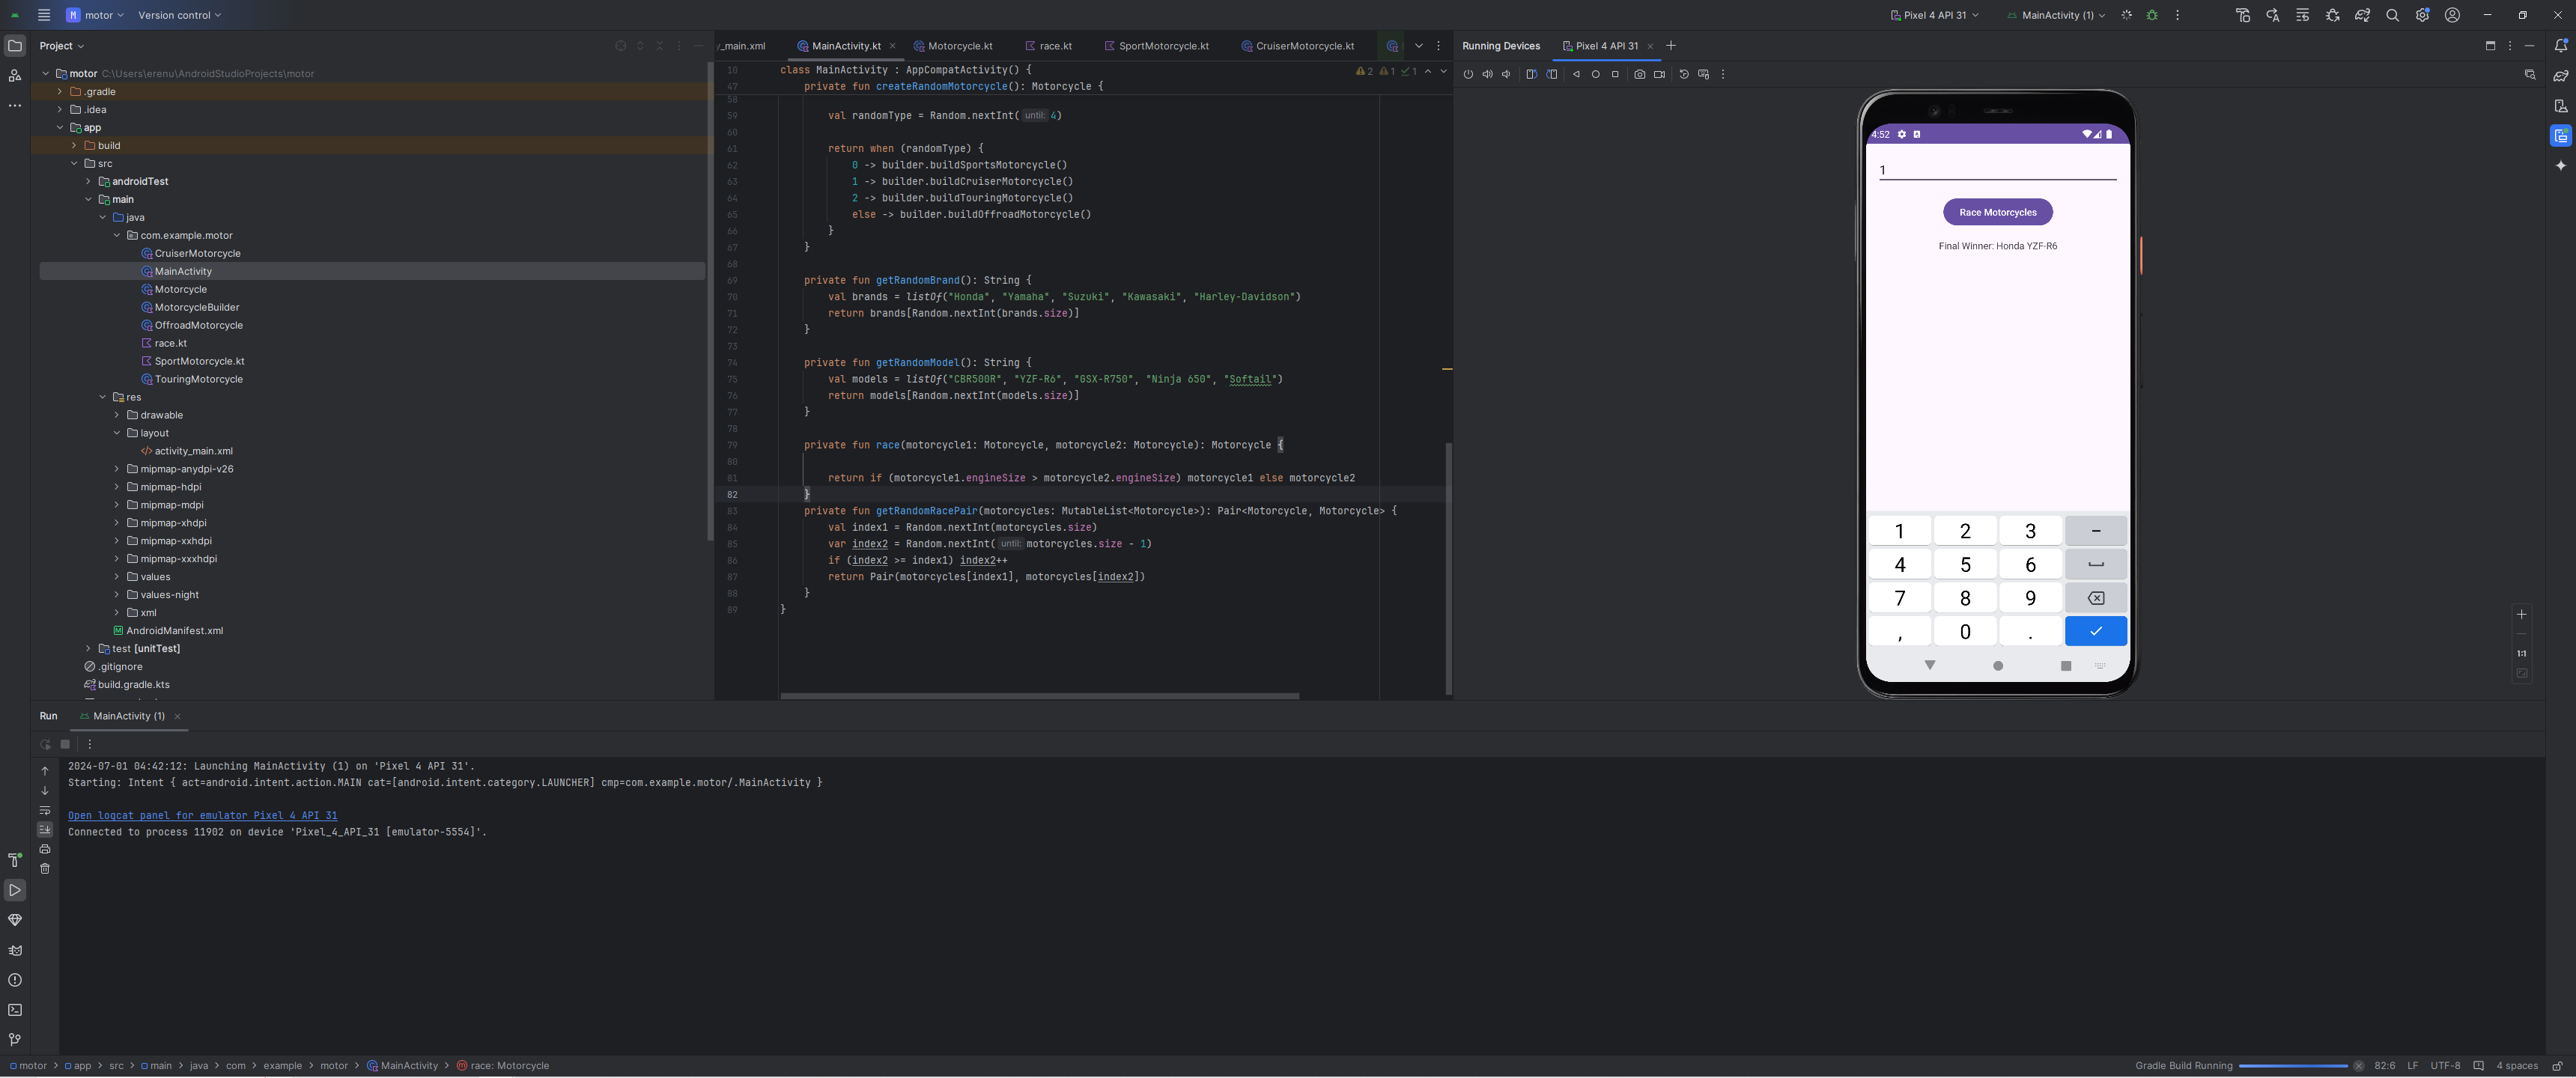 M motor Version control Pixel 4 API 31 MainActivity (1)
Project
motor C:\Users\erenu\AndroidStudioProjects\motor
.gradle
.idea
app
build
src
androidTest
main
java
com.example.motor
CruiserMotorcycle
MainActivity
Motorcycle
MotorcycleBuilder
OffroadMotorcycle
race.kt
SportMotorcycle.kt
TouringMotorcycle
res
drawable
layout
activity_main.xml
mipmap-anydpi-v26
mipmap-hdpi
mipmap-mdpi
mipmap-xhdpi
mipmap-xxhdpi
mipmap-xxxhdpi
values
values-night
xml
AndroidManifest.xml
test [unitTest]
.gitignore
build.gradle.kts
y_main.xml MainActivity.kt Motorcycle.kt race.kt SportMotorcycle.kt CruiserMotorcycle.kt
2 1 1
10 class MainActivity : AppCompatActivity() {
47 private fun createRandomMotorcycle(): Motorcycle {
58
59 val randomType = Random.nextInt( until: 4)
60
61 return when (randomType) {
62 0 -> builder.buildSportsMotorcycle()
63 1 -> builder.buildCruiserMotorcycle()
64 2 -> builder.buildTouringMotorcycle()
65 else -> builder.buildOffroadMotorcycle()
66 }
67 }
68
69 private fun getRandomBrand(): String {
70 val brands = listOf("Honda", "Yamaha", "Suzuki", "Kawasaki", "Harley-Davidson")
71 return brands[Random.nextInt(brands.size)]
72 }
73
74 private fun getRandomModel(): String {
75 val models = listOf("CBR500R", "YZF-R6", "GSX-R750", "Ninja 650", "Softail")
76 return models[Random.nextInt(models.size)]
77 }
78
79 private fun race(motorcycle1: Motorcycle, motorcycle2: Motorcycle): Motorcycle {
80
81 return if (motorcycle1.engineSize > motorcycle2.engineSize) motorcycle1 else motorcycle2
82 }
83 private fun getRandomRacePair(motorcycles: MutableList<Motorcycle>): Pair<Motorcycle, Motorcycle> {
84 val index1 = Random.nextInt(motorcycles.size)
85 var index2 = Random.nextInt( until: motorcycles.size - 1)
86 if (index2 >= index1) index2++
87 return Pair(motorcycles[index1], motorcycles[index2])
88 }
89 }
Running Devices Pixel 4 API 31
4:52
1
Race Motorcycles
Final Winner: Honda YZF-R6
1 2 3 -
4 5 6
7 8 9
, 0 .
1:1
Run MainActivity (1)
2024-07-01 04:42:12: Launching MainActivity (1) on 'Pixel 4 API 31'.
Starting: Intent { act=android.intent.action.MAIN cat=[android.intent.category.LAUNCHER] cmp=com.example.motor/.MainActivity }
Open logcat panel for emulator Pixel 4 API 31
Connected to process 11902 on device 'Pixel_4_API_31 [emulator-5554]'.
motor > app > src > main > java > com > example > motor > MainActivity > race: Motorcycle
Gradle Build Running 82:6 LF UTF-8 4 spaces